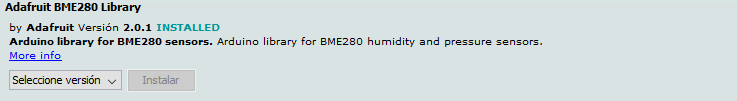 Adafruit BME280 Library
by Adafruit Versión 2.0.1 INSTALLED
Arduino library for BME280 sensors. Arduino library for BME280 humidity and pressure sensors.
More info
Seleccione versión Instalar